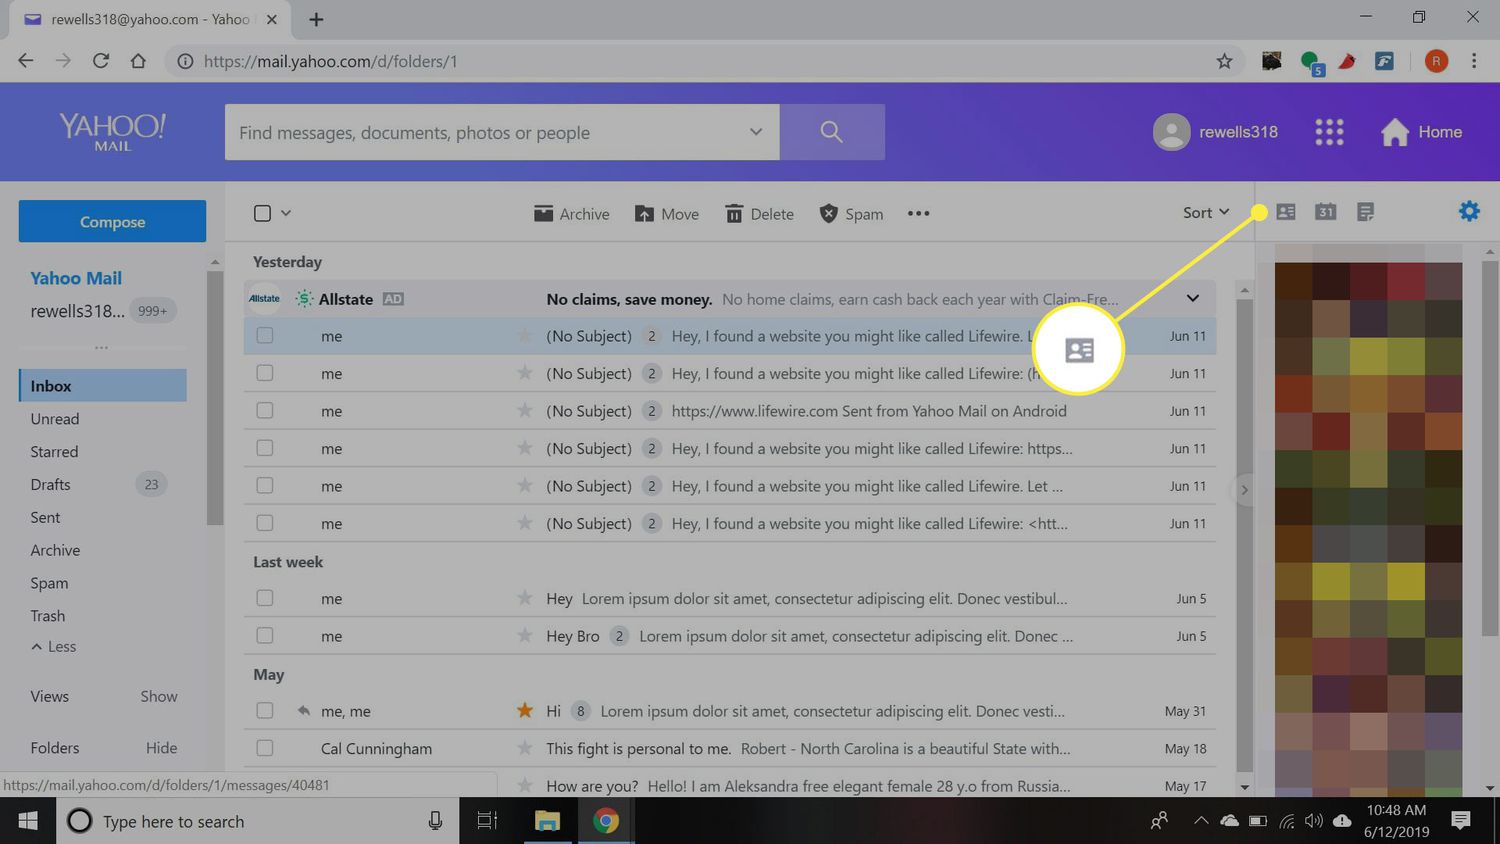 rewells318@yahoo.com - Yahoo
https://mail.yahoo.com/d/folders/1
5
R
YAHOO!
MAIL
Find messages, documents, photos or people
rewells318
Home
Compose
Archive
Move
Delete
Spam
Sort
31
Yahoo Mail
rewells318... 999+
Inbox
Unread
Starred
Drafts 23
Sent
Archive
Spam
Trash
Less
Views Show
Folders Hide
Yesterday
Allstate Allstate AD No claims, save money. No home claims, earn cash back each year with Claim-Fre...
me (No Subject) 2 Hey, I found a website you might like called Lifewire. Jun 11
me (No Subject) 2 Hey, I found a website you might like called Lifewire: Jun 11
me (No Subject) 2 https://www.lifewire.com Sent from Yahoo Mail on Android Jun 11
me (No Subject) 2 Hey, I found a website you might like called Lifewire: https... Jun 11
me (No Subject) 2 Hey, I found a website you might like called Lifewire. Let ... Jun 11
me (No Subject) 2 Hey, I found a website you might like called Lifewire: <htt... Jun 11
Last week
me Hey Lorem ipsum dolor sit amet, consectetur adipiscing elit. Donec vestibul... Jun 5
me Hey Bro 2 Lorem ipsum dolor sit amet, consectetur adipiscing elit. Donec ... Jun 5
May
me, me Hi 8 Lorem ipsum dolor sit amet, consectetur adipiscing elit. Donec vesti... May 31
Cal Cunningham This fight is personal to me. Robert - North Carolina is a beautiful State with... May 18
How are you? Hello! I am Aleksandra free elegant female 28 y.o from Russia... May 17
https://mail.yahoo.com/d/folders/1/messages/40481
Type here to search
10:48 AM
6/12/2019